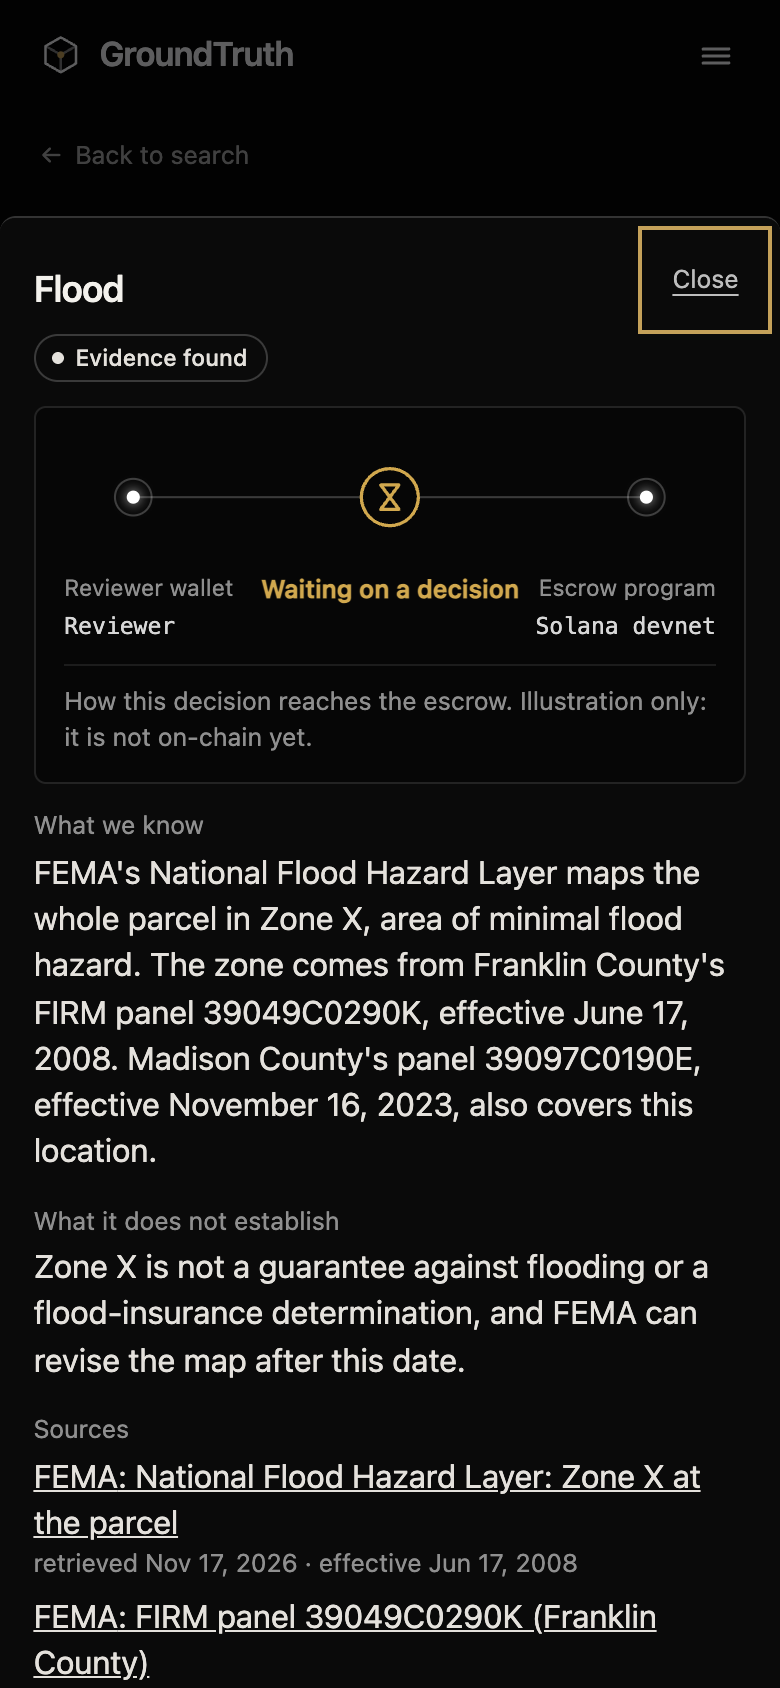 GroundTruth
← Back to search
Flood
Close
Evidence found
Reviewer wallet
Reviewer
Waiting on a decision
Escrow program
Solana devnet
How this decision reaches the escrow. Illustration only:
it is not on-chain yet.
What we know
FEMA's National Flood Hazard Layer maps the
whole parcel in Zone X, area of minimal flood
hazard. The zone comes from Franklin County's
FIRM panel 39049C0290K, effective June 17,
2008. Madison County's panel 39097C0190E,
effective November 16, 2023, also covers this
location.
What it does not establish
Zone X is not a guarantee against flooding or a
flood-insurance determination, and FEMA can
revise the map after this date.
Sources
FEMA: National Flood Hazard Layer: Zone X at
the parcel
retrieved Nov 17, 2026 · effective Jun 17, 2008
FEMA: FIRM panel 39049C0290K (Franklin
County)